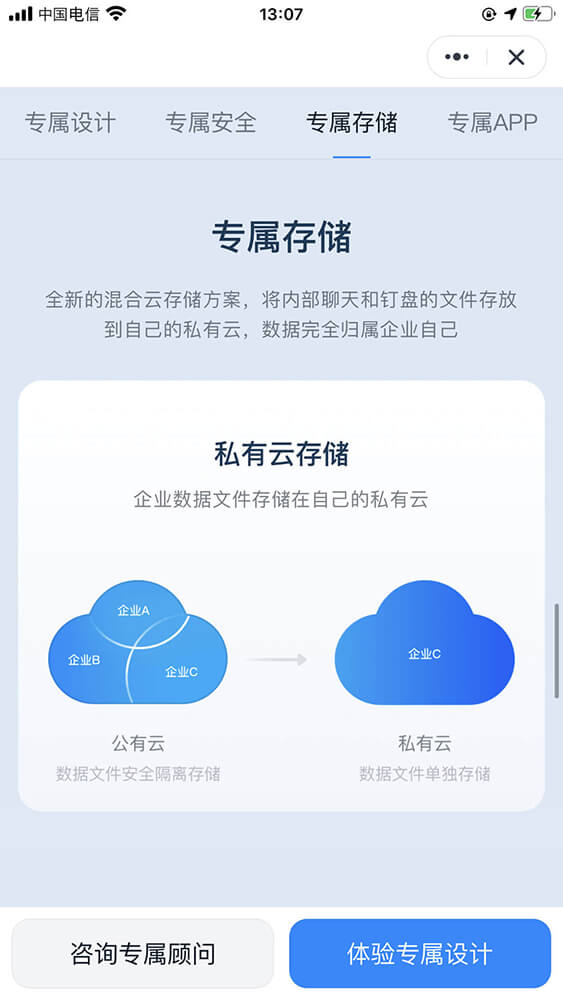 中国电信
13:07
专属设计
专属安全
专属存储
专属APP
专属存储
全新的混合云存储方案，将内部聊天和钉盘的文件存放
到自己的私有云，数据完全归属企业自己
私有云存储
企业数据文件存储在自己的私有云
企业A
企业B
企业C
企业C
公有云
数据文件安全隔离存储
私有云
数据文件单独存储
咨询专属顾问
体验专属设计